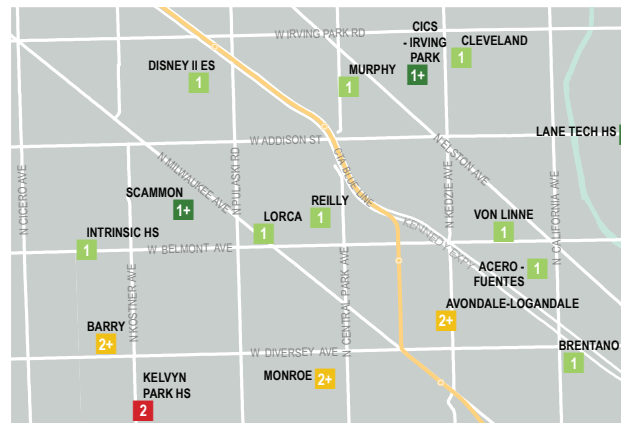 W IRVING PARK RD
CICS
- IRVING
PARK
1+
CLEVELAND
1
DISNEY II ES
1
MURPHY
1
LANE TECH HS
W ADDISON ST
N MILWAUKEE AVE
N PULASKI RD
CTA BLUE LINE
N ELSTON AVE
N KEDZIE AVE
N CALIFORNIA AVE
N CICERO AVE
SCAMMON
1+
LORCA
1
REILLY
1
VON LINNE
1
INTRINSIC HS
1
W BELMONT AVE
KENNEDY EXPY
ACERO -
FUENTES
1
N KOSTNER AVE
N CENTRAL PARK AVE
AVONDALE-LOGANDALE
2+
BARRY
2+
W DIVERSEY AVE
BRENTANO
1
KELVYN
PARK HS
2
MONROE
2+